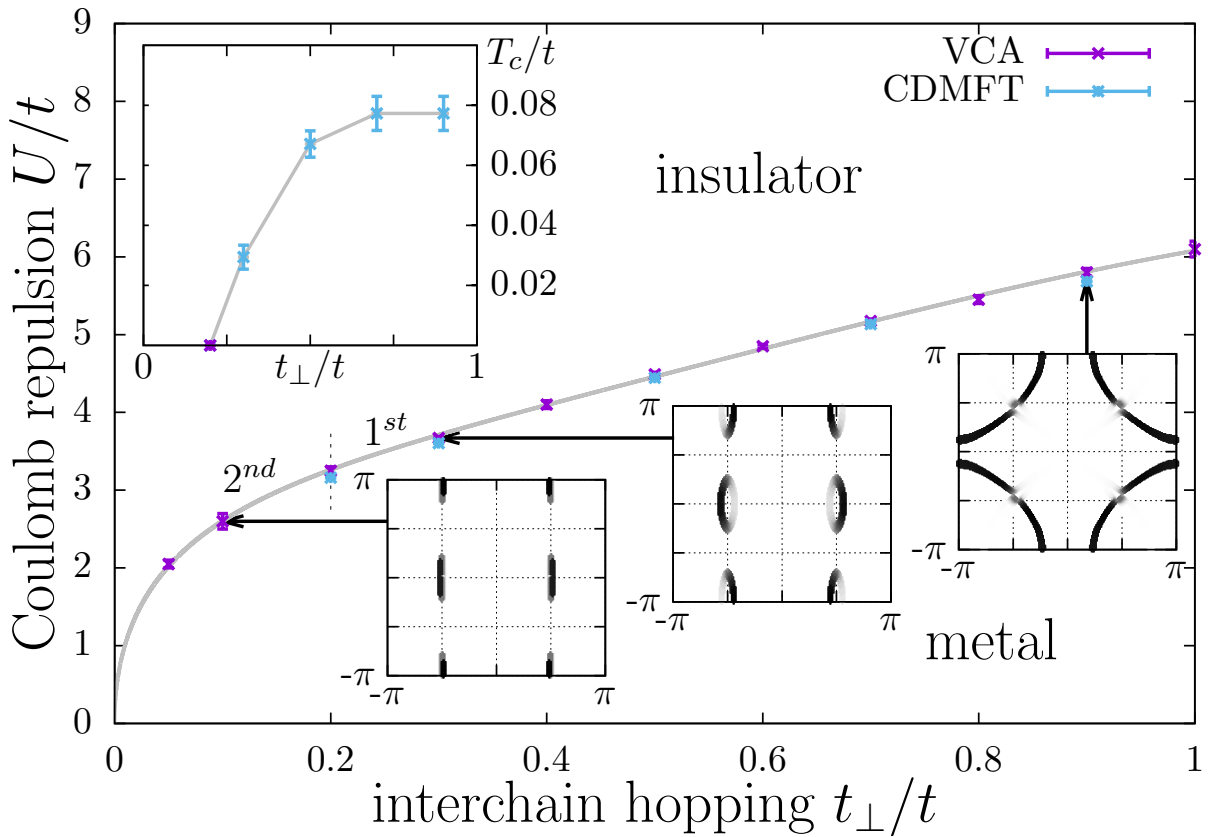 9
8
7
6
5
4
3
2
1
0
Coulomb repulsion U/t
0
0.2
0.4
0.6
0.8
1
interchain hopping t⊥/t
VCA
CDMFT
insulator
metal
T_c/t
0.08
0.06
0.04
0.02
0
t⊥/t
1
1^st
2^nd
π
-π
-π
π
π
-π
-π
π
π
-π
-π
π